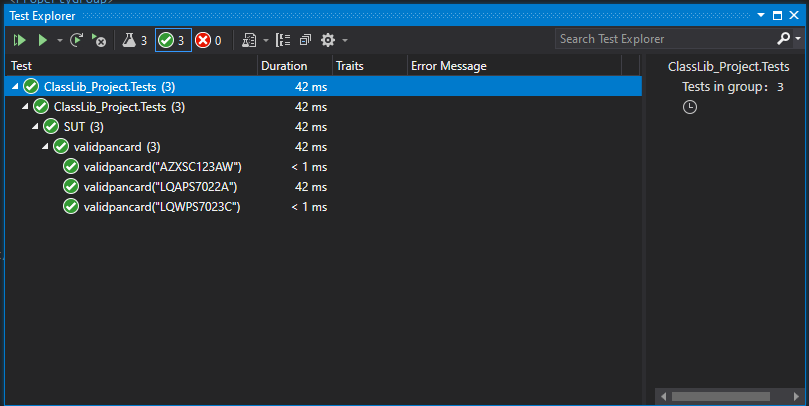 <PropertyGroup>
Test Explorer
3 3 0
Search Test Explorer
Test Duration Traits Error Message
ClassLib_Project.Tests (3) 42 ms
ClassLib_Project.Tests (3) 42 ms
SUT (3) 42 ms
validpancard (3) 42 ms
validpancard("AZXSC123AW") < 1 ms
validpancard("LQAPS7022A") 42 ms
validpancard("LQWPS7023C") < 1 ms
ClassLib_Project.Tests
Tests in group: 3